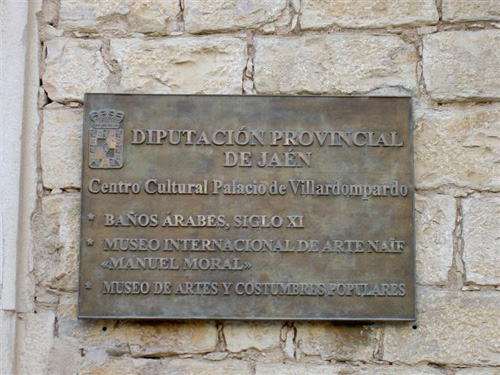 DIPUTACIÓN PROVINCIAL
DE JAÉN
Centro Cultural Palacio de Villardompardo
* BAÑOS ÁRABES, SIGLO XI
* MUSEO INTERNACIONAL DE ARTE NAÏF
«MANUEL MORAL»
* MUSEO DE ARTES Y COSTUMBRES POPULARES